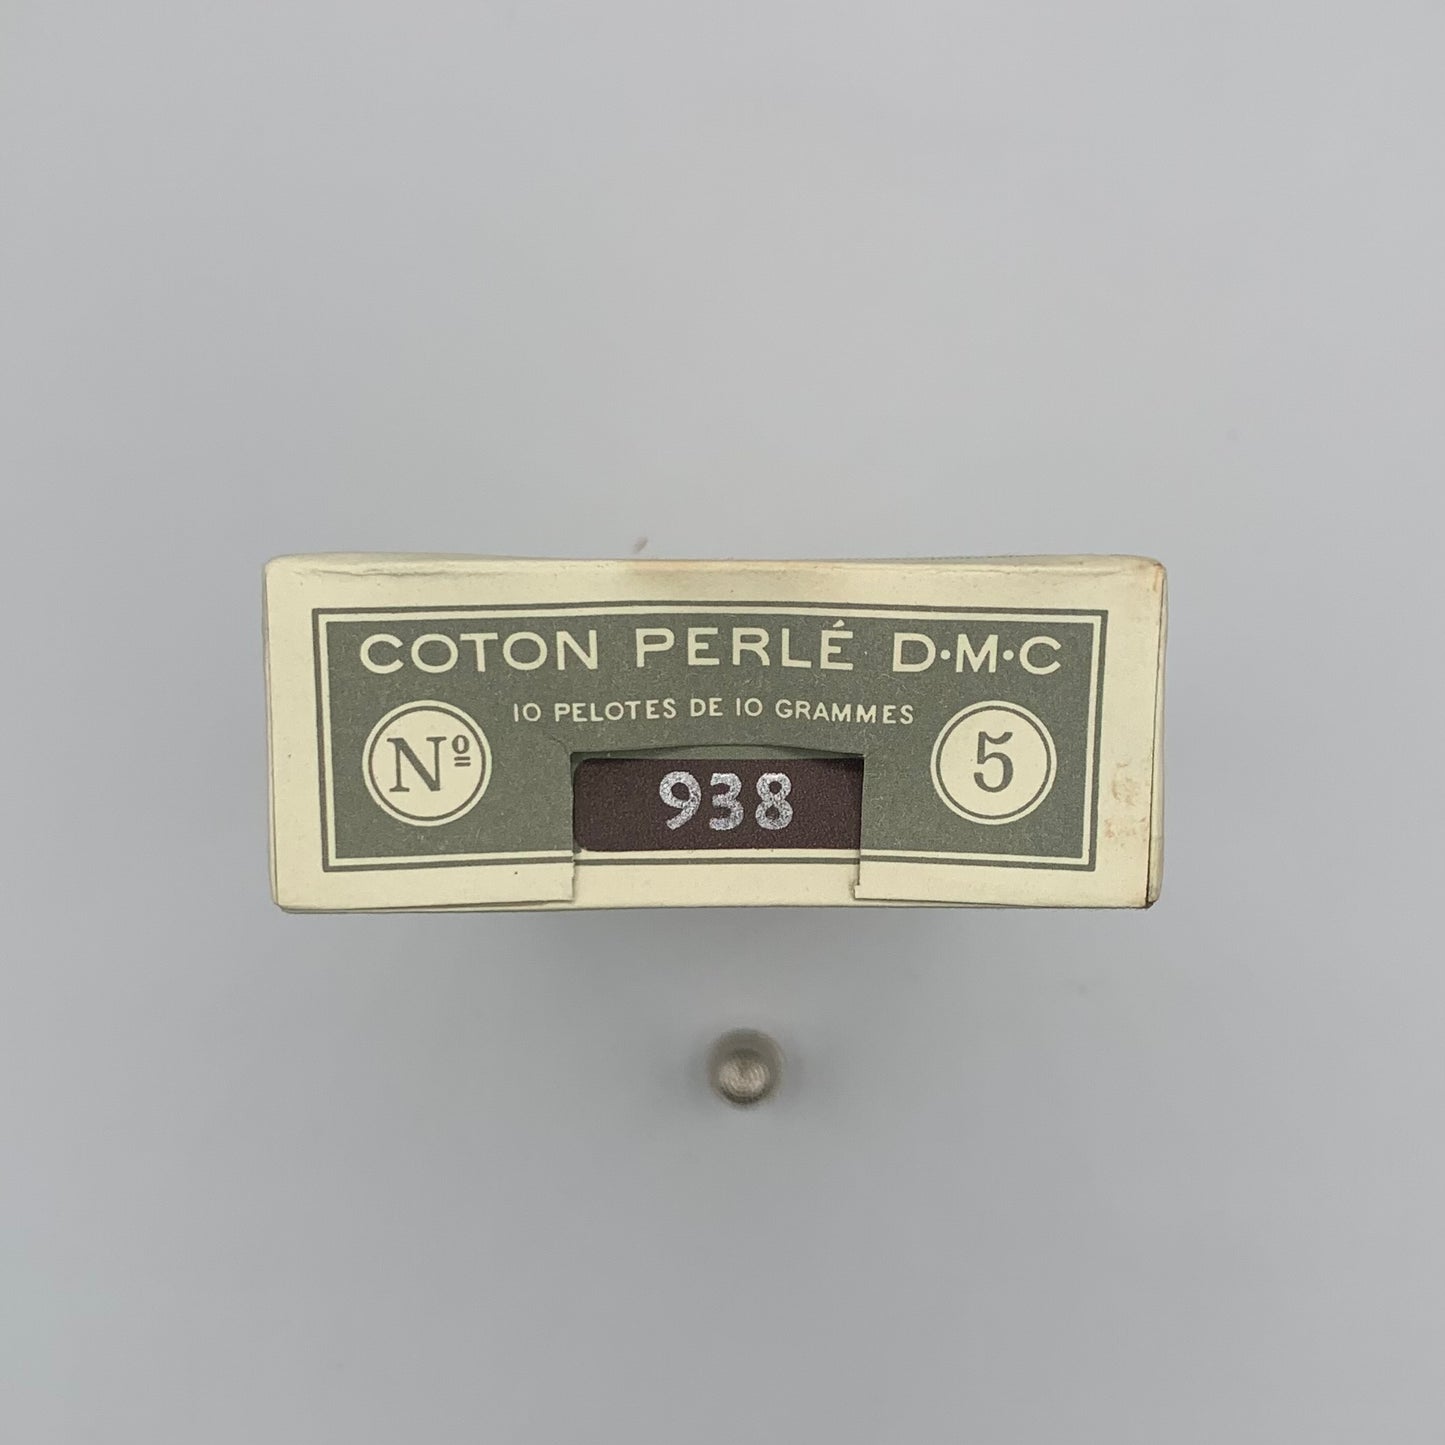 COTON PERLÉ D·M·C
10 PELOTES DE 10 GRAMMES
Nº 5
938